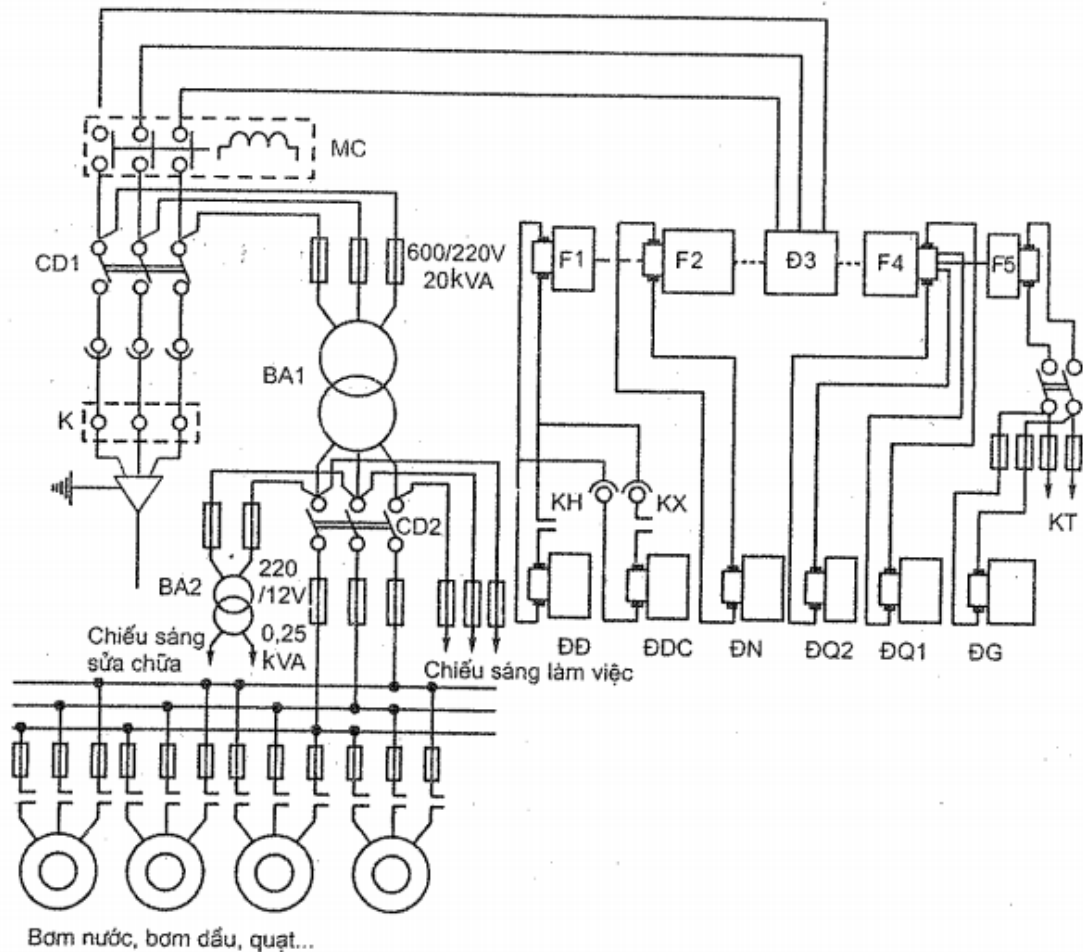 MC
CD1
600/220V
20kVA
F1
F2
Đ3
F4
F5
BA1
K
KH
KX
KT
CD2
BA2
220
/12V
0,25
kVA
Chiếu sáng
sửa chữa
Chiếu sáng làm việc
ĐĐ
ĐDC
ĐN
ĐQ2
ĐQ1
ĐG
Bơm nước, bơm dầu, quạt...